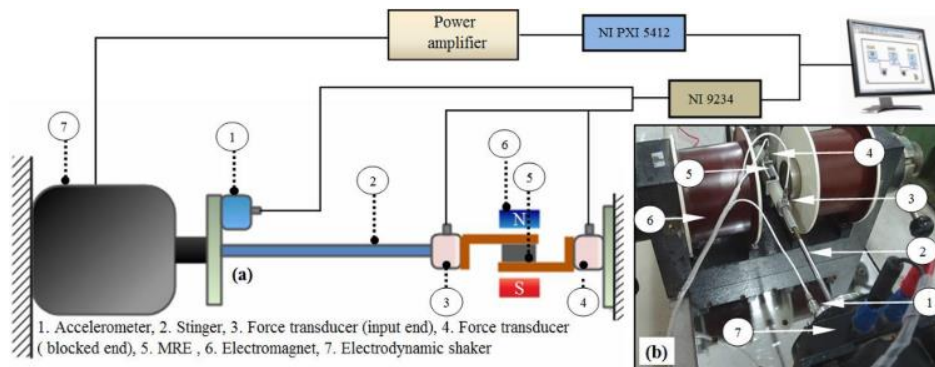 Power
amplifier
NI PXI 5412
NI 9234
7
1
2
6
5
N
S
(a)
3
4
1. Accelerometer, 2. Stinger, 3. Force transducer (input end), 4. Force transducer
( blocked end), 5. MRE , 6. Electromagnet, 7. Electrodynamic shaker
4
5
3
6
2
1
7
(b)